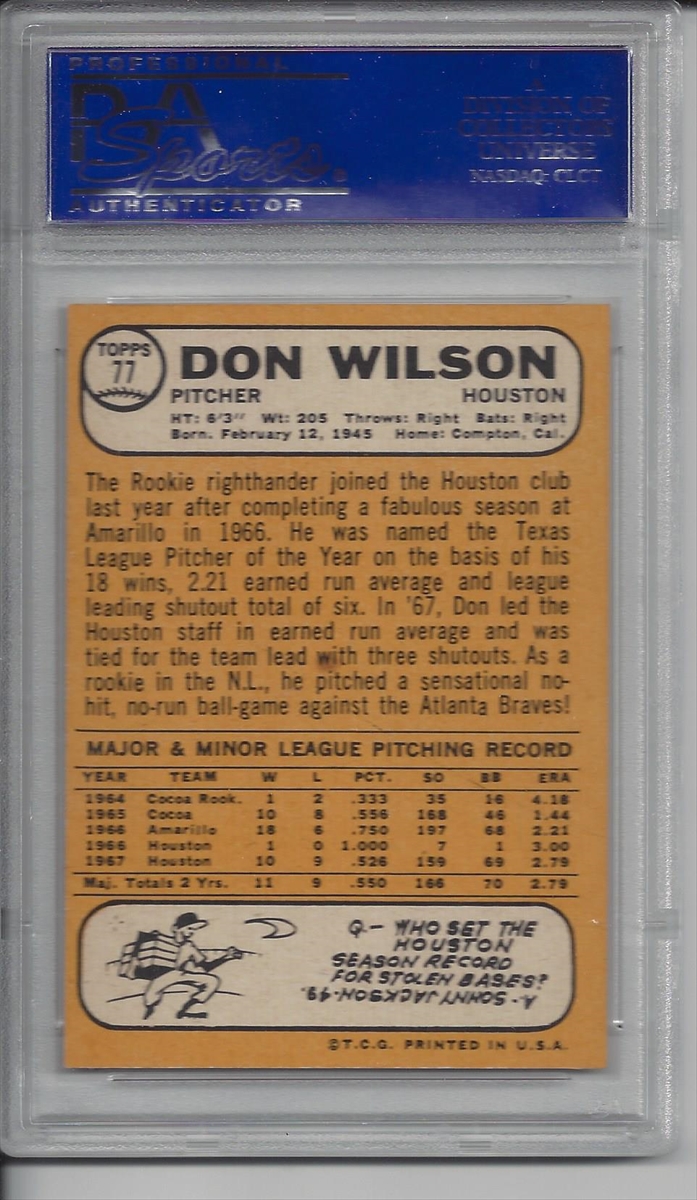 PROFESSIONAL
PSA
Sports®
AUTHENTICATOR
A
DIVISION OF
COLLECTORS
UNIVERSE
NASDAQ: CLCT
TOPPS
77
DON WILSON
PITCHER HOUSTON
HT: 6'3" Wt: 205 Throws: Right Bats: Right
Born. February 12, 1945 Home: Compton, Cal.
The Rookie righthander joined the Houston club
last year after completing a fabulous season at
Amarillo in 1966. He was named the Texas
League Pitcher of the Year on the basis of his
18 wins, 2.21 earned run average and league
leading shutout total of six. In '67, Don led the
Houston staff in earned run average and was
tied for the team lead with three shutouts. As a
rookie in the N.L., he pitched a sensational no-
hit, no-run ball-game against the Atlanta Braves!
MAJOR & MINOR LEAGUE PITCHING RECORD
YEAR TEAM W L PCT. SO BB ERA
1964 Cocoa Rook. 1 2 .333 35 16 4.18
1965 Cocoa 10 8 .556 168 46 1.44
1966 Amarillo 18 6 .750 197 68 2.21
1966 Houston 1 0 1.000 7 1 3.00
1967 Houston 10 9 .526 159 69 2.79
Maj. Totals 2 Yrs. 11 9 .550 166 70 2.79
Q- WHO SET THE
HOUSTON
SEASON RECORD
FOR STOLEN BASES?
A- SONNY JACKSON-49.
©T.C.G. PRINTED IN U.S.A.